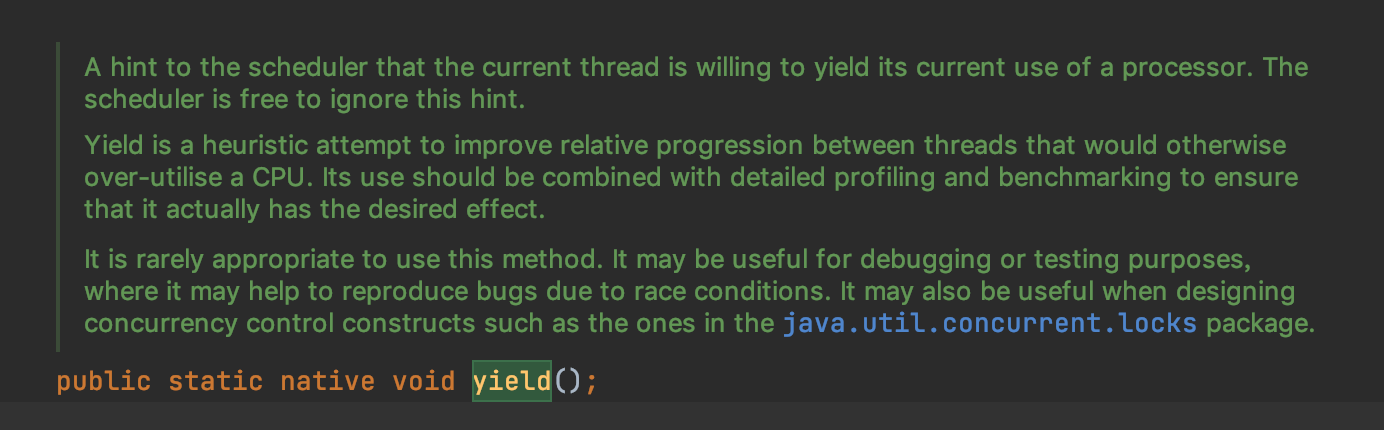 A hint to the scheduler that the current thread is willing to yield its current use of a processor. The
scheduler is free to ignore this hint.
Yield is a heuristic attempt to improve relative progression between threads that would otherwise
over-utilise a CPU. Its use should be combined with detailed profiling and benchmarking to ensure
that it actually has the desired effect.
It is rarely appropriate to use this method. It may be useful for debugging or testing purposes,
where it may help to reproduce bugs due to race conditions. It may also be useful when designing
concurrency control constructs such as the ones in the java.util.concurrent.locks package.
public static native void yield();